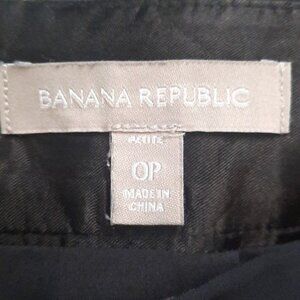 BANANA REPUBLIC
PETITE
0P
MADE IN
CHINA